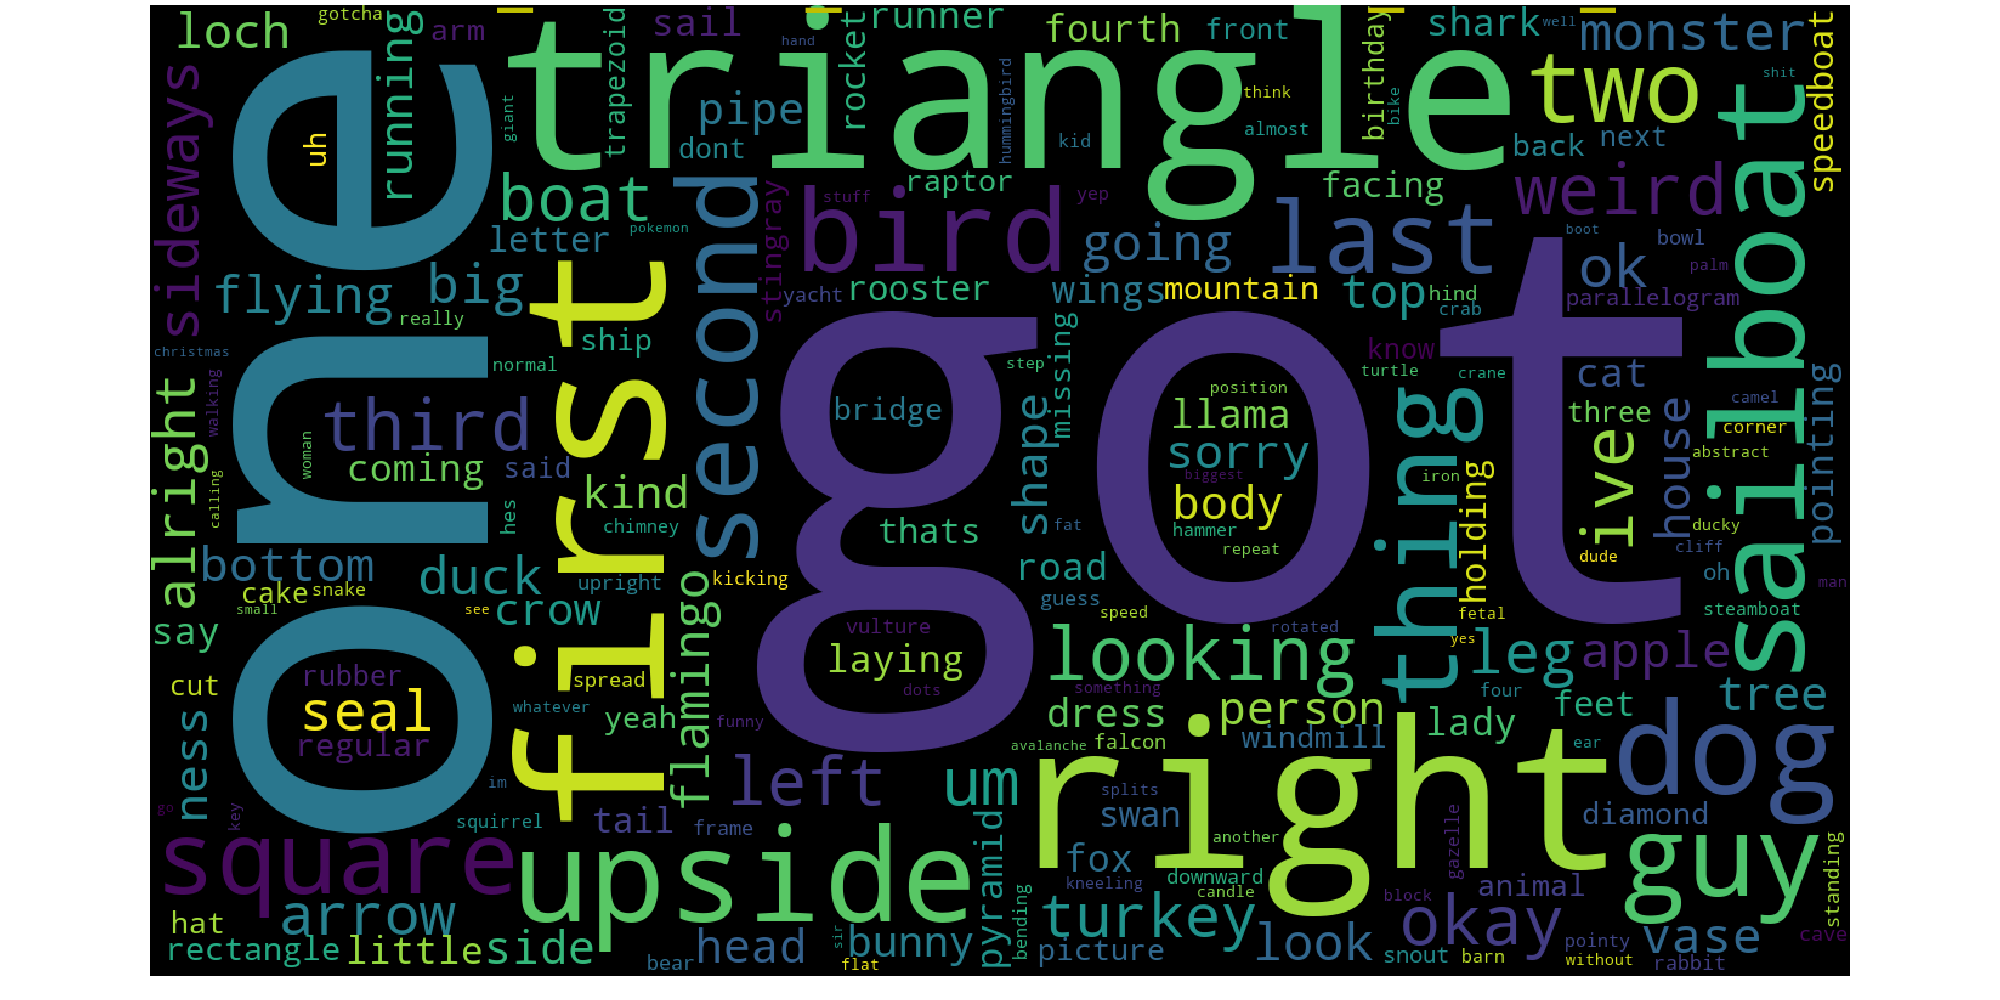 gotcha
loch
arm
running
sideways
uh
one
triangle
trapezoid
sail
hand
rocket
runner
giant
pipe
dont
fourth
front
think
almost
hummingbird
kid
birthday
bike
shark
well
monster
shit
two
back
next
speedboat
sailboat
boat
letter
pokemon
raptor
stuff
yep
facing
weird
bird
last
boot
bowl
ok
palm
flying
big
really
first
second
stingray
yacht
rooster
going
wings
mountain
top
hind
crab
parallelogram
christmas
normal
ship
got
step
missing
know
turtle
crane
cat
walking
alright
third
coming
said
woman
calling
kind
chimney
hes
bridge
thats
shape
position
llama
sorry
biggest
body
hammer
repeat
fat
thing
iron
holding
three
ive
dude
house
camel
corner
abstract
ducky
cliff
pointing
bottom
cake
snake
small
duck
see
crow
upright
kicking
flamingo
road
guess
speed
rotated
fetal
yes
oh
man
steamboat
say
rubber
seal
regular
cut
ness
spread
whatever
yeah
vulture
laying
dots
funny
looking
something
dress
person
avalanche
falcon
windmill
leg
apple
four
feet
lady
tree
ear
dog
go
key
im
squirrel
tail
frame
left
um
splits
swan
another
right
gazelle
diamond
square
upside
pyramid
fox
kneeling
downward
candle
block
animal
guy
standing
hat
arrow
rectangle
little
side
bear
head
sir
flat
bunny
bending
turkey
picture
look
okay
snout
barn
pointy
without
vase
rabbit
cave